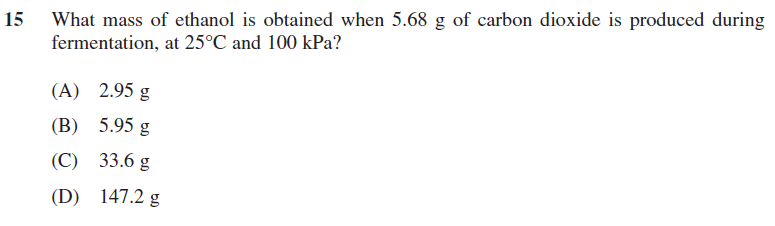 15 What mass of ethanol is obtained when 5.68 g of carbon dioxide is produced during
fermentation, at 25°C and 100 kPa?
(A) 2.95 g
(B) 5.95 g
(C) 33.6 g
(D) 147.2 g